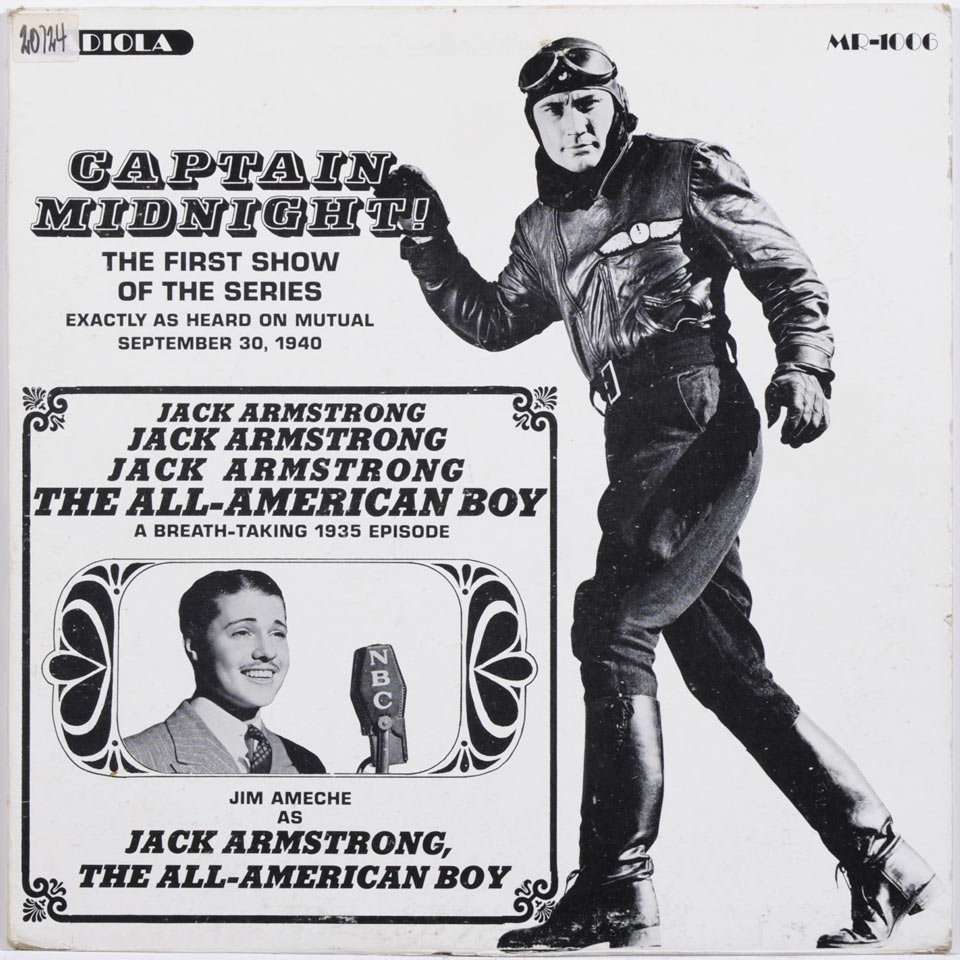 20724
DIOLA
MR-1006
CAPTAIN
MIDNIGHT!
THE FIRST SHOW
OF THE SERIES
EXACTLY AS HEARD ON MUTUAL
SEPTEMBER 30, 1940
JACK ARMSTRONG
JACK ARMSTRONG
JACK ARMSTRONG
THE ALL-AMERICAN BOY
A BREATH-TAKING 1935 EPISODE
NBC
JIM AMECHE
AS
JACK ARMSTRONG,
THE ALL-AMERICAN BOY